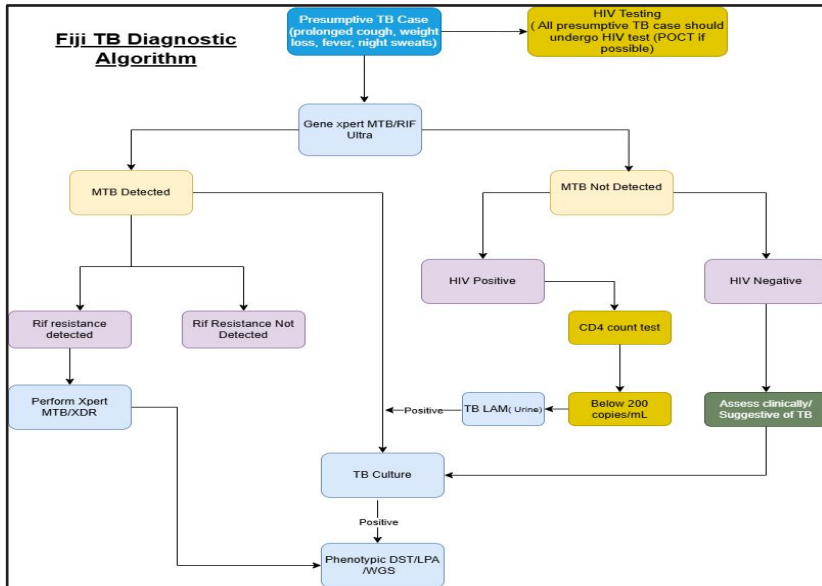 Fiji TB Diagnostic
Algorithm
Presumptive TB Case
(prolonged cough, weight
loss, fever, night sweats)
HIV Testing
( All presumptive TB case should
undergo HIV test (POCT if
possible)
Gene xpert MTB/RIF
Ultra
MTB Detected
MTB Not Detected
HIV Positive
HIV Negative
Rif resistance
detected
Rif Resistance Not
Detected
CD4 count test
Perform Xpert
MTB/XDR
Positive
TB LAM( Urine)
Below 200
copies/mL
Assess clinically/
Suggestive of TB
TB Culture
Positive
Phenotypic DST/LPA
/WGS